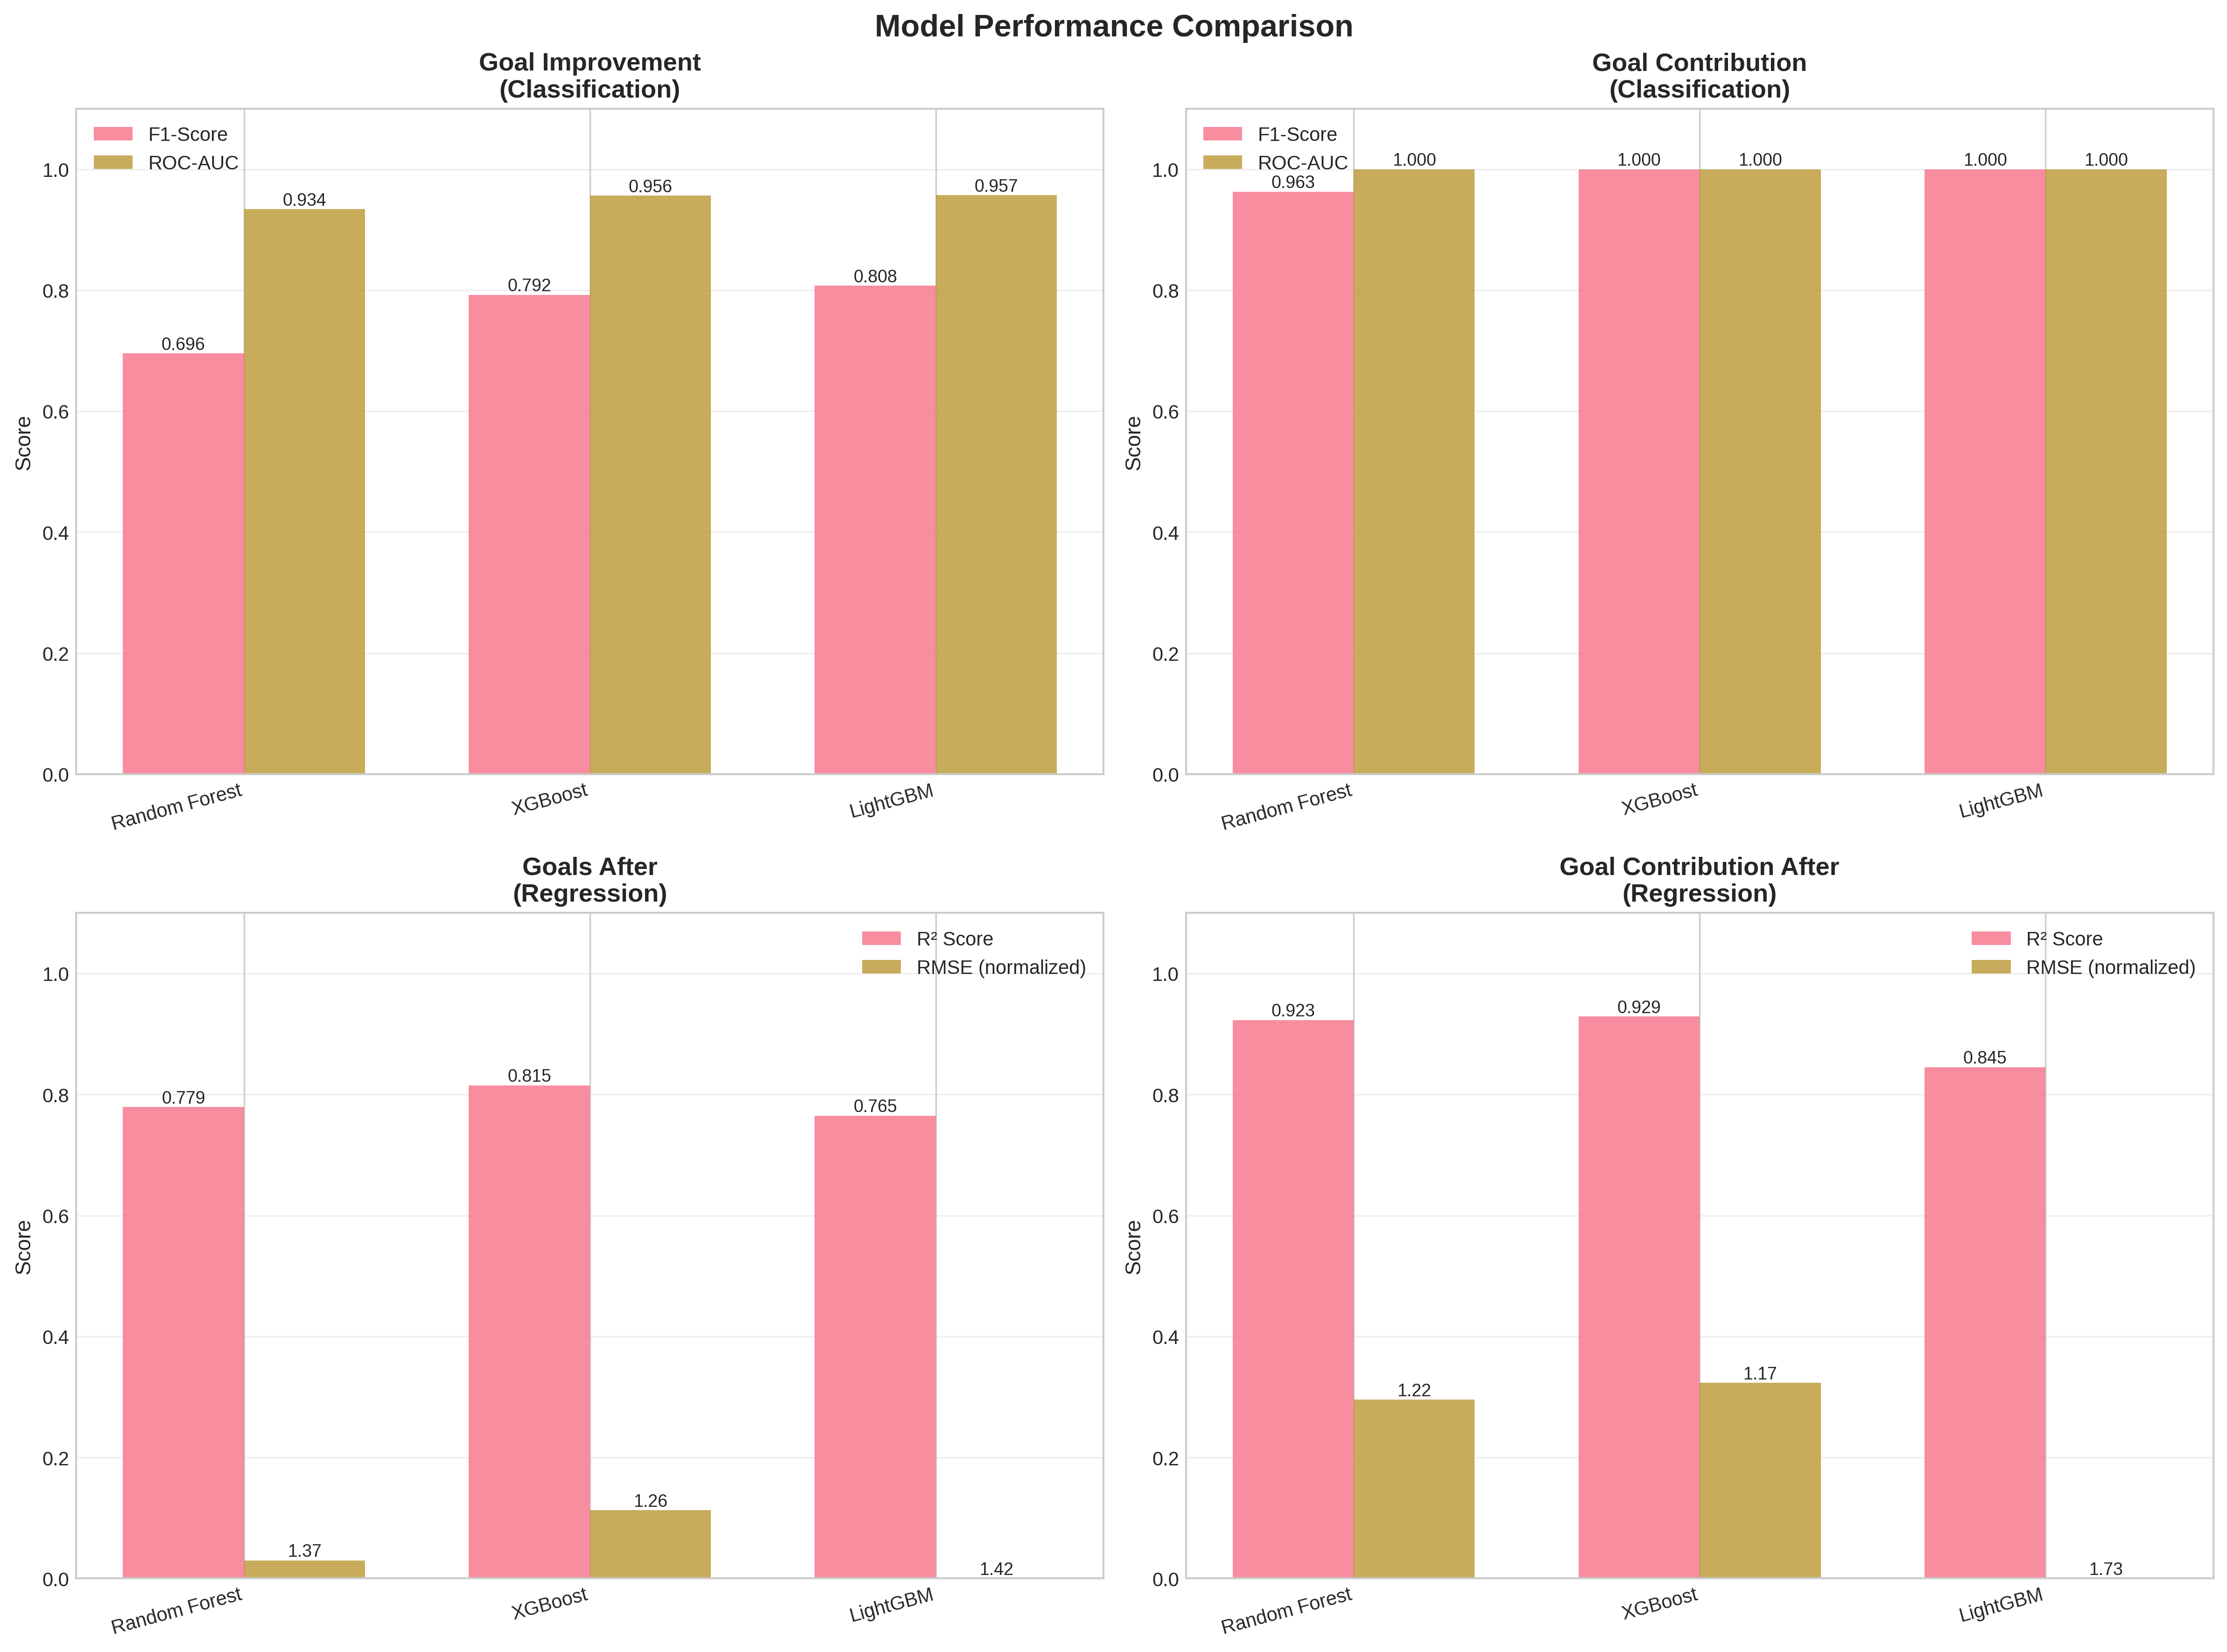 Model Performance Comparison
Goal Improvement
(Classification)
F1-Score
ROC-AUC
Score
1.0
0.8
0.6
0.4
0.2
0.0
0.696
0.934
0.792
0.956
0.808
0.957
Random Forest
XGBoost
LightGBM
Goal Contribution
(Classification)
F1-Score
ROC-AUC
Score
1.0
0.8
0.6
0.4
0.2
0.0
0.963
1.000
1.000
1.000
1.000
1.000
Random Forest
XGBoost
LightGBM
Goals After
(Regression)
R² Score
RMSE (normalized)
Score
1.0
0.8
0.6
0.4
0.2
0.0
0.779
1.37
0.815
1.26
0.765
1.42
Random Forest
XGBoost
LightGBM
Goal Contribution After
(Regression)
R² Score
RMSE (normalized)
Score
1.0
0.8
0.6
0.4
0.2
0.0
0.923
1.22
0.929
1.17
0.845
1.73
Random Forest
XGBoost
LightGBM